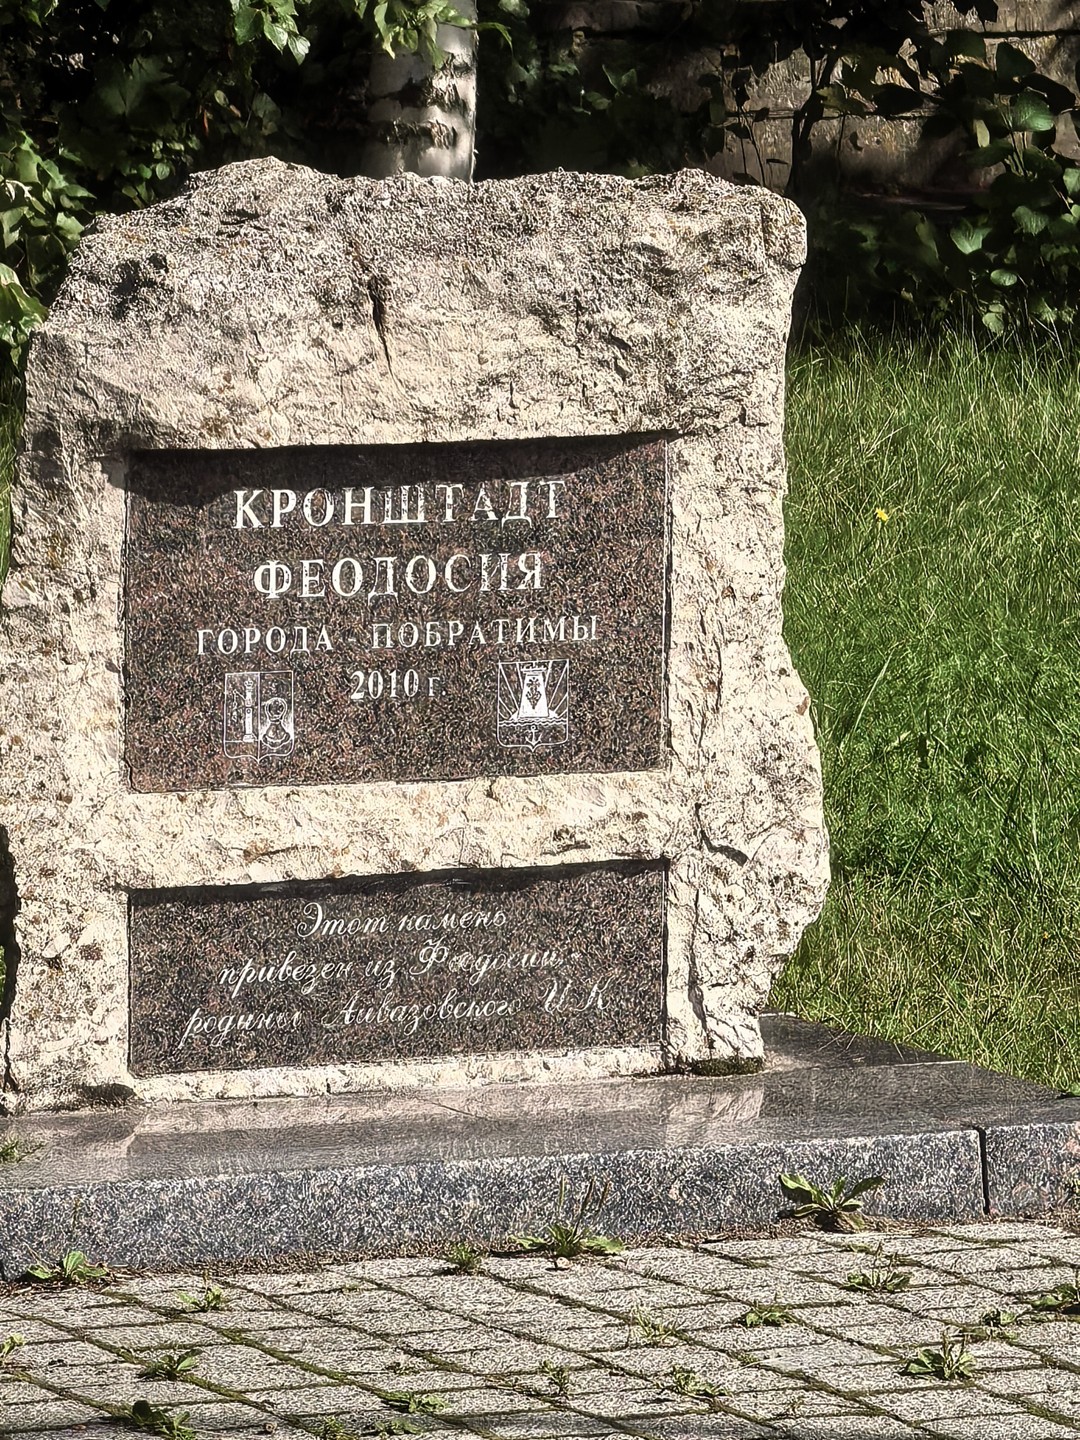 КРОНШТАДТ
ФЕОДОСИЯ
ГОРОДА - ПОБРАТИМЫ
2010 г.
Этот камень
привезен из Феодосии -
родины Айвазовского И.К.